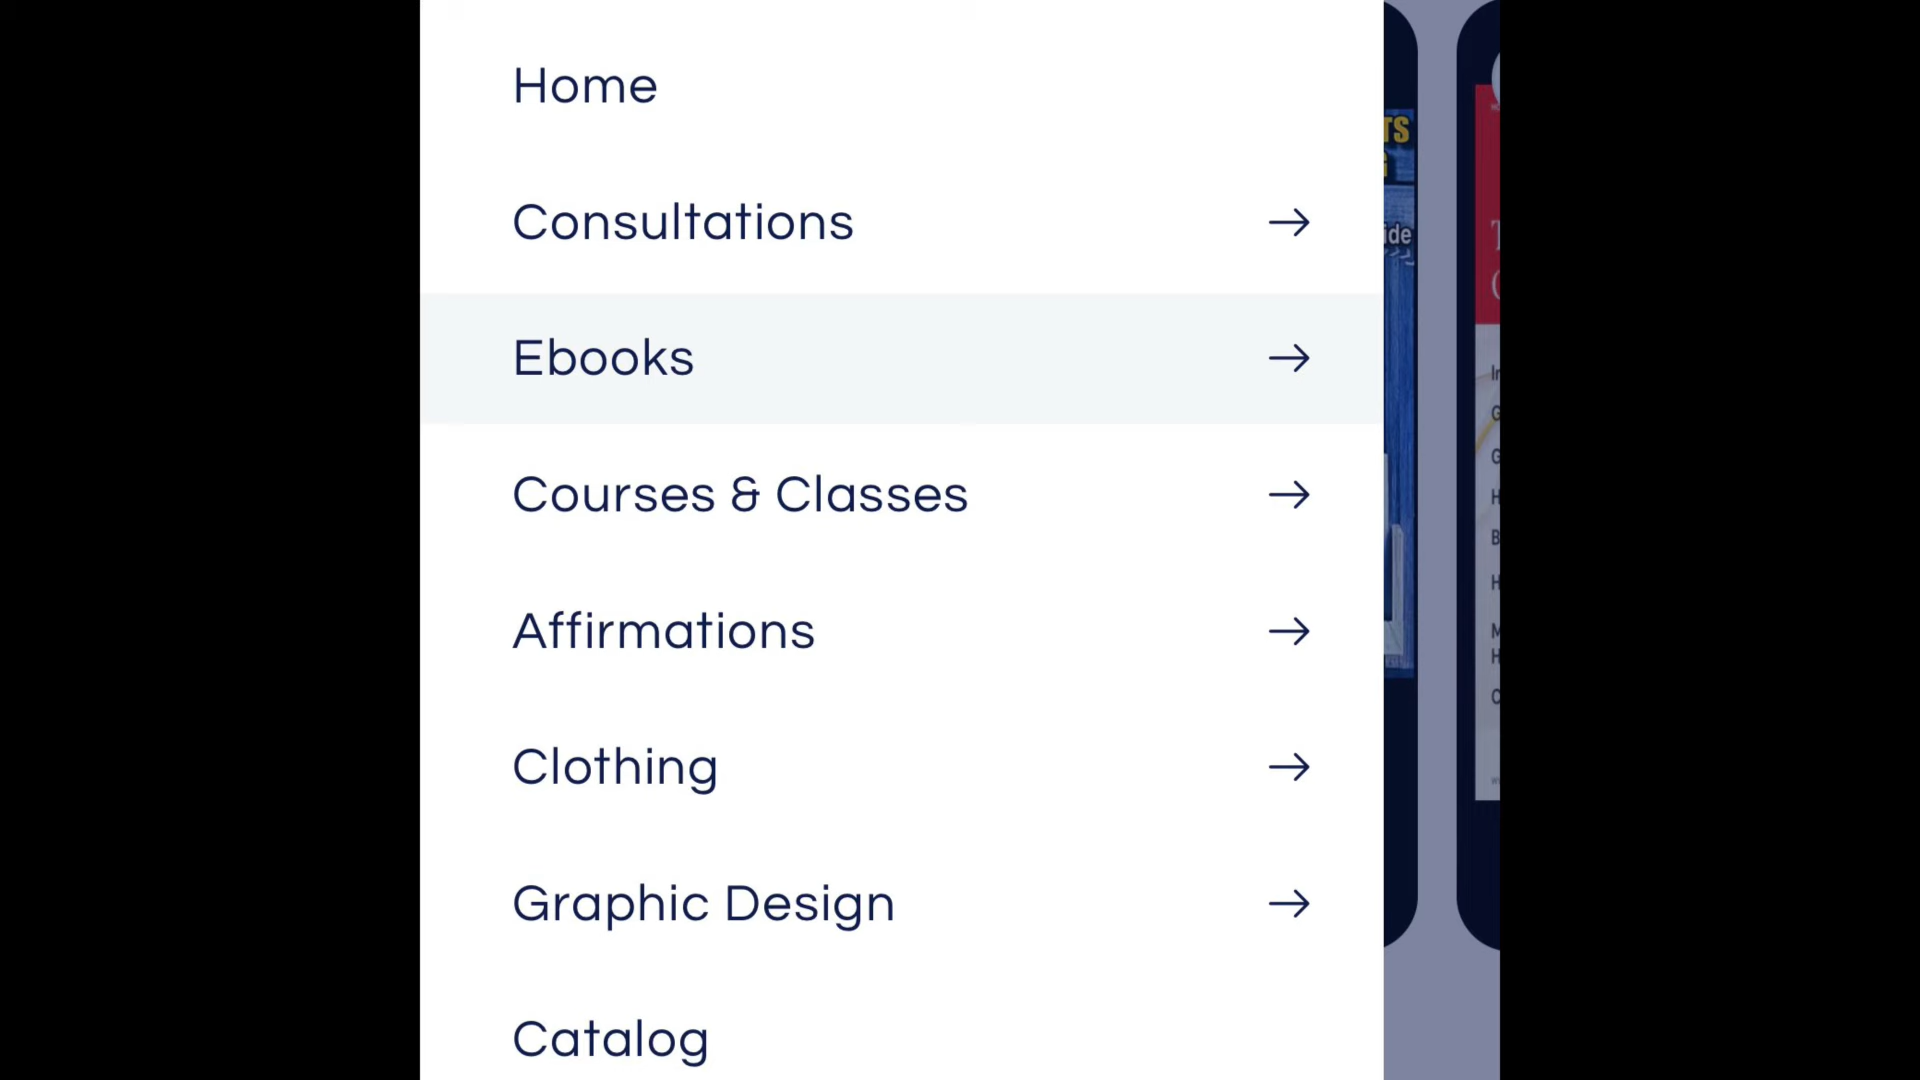 Home
Consultations
Ebooks
Courses & Classes
Affirmations
Clothing
Graphic Design
Catalog